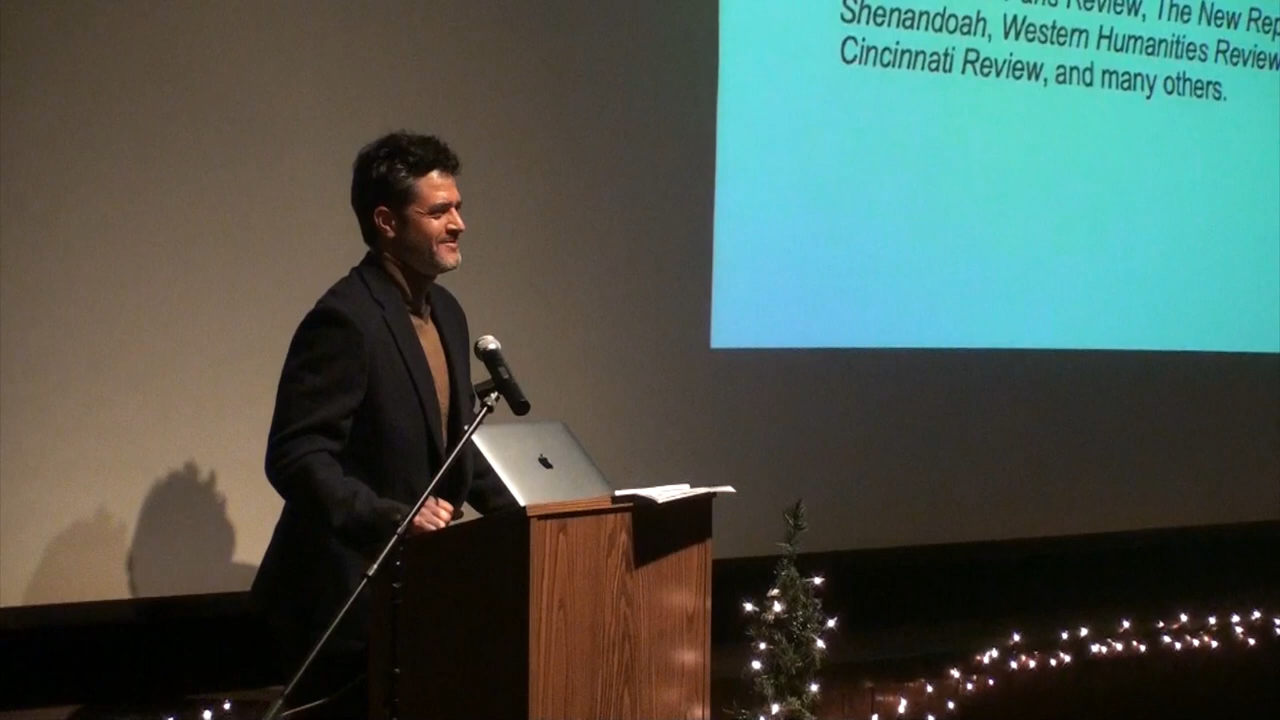 Review, The New Rep
Shenandoah, Western Humanities Review
Cincinnati Review, and many others.